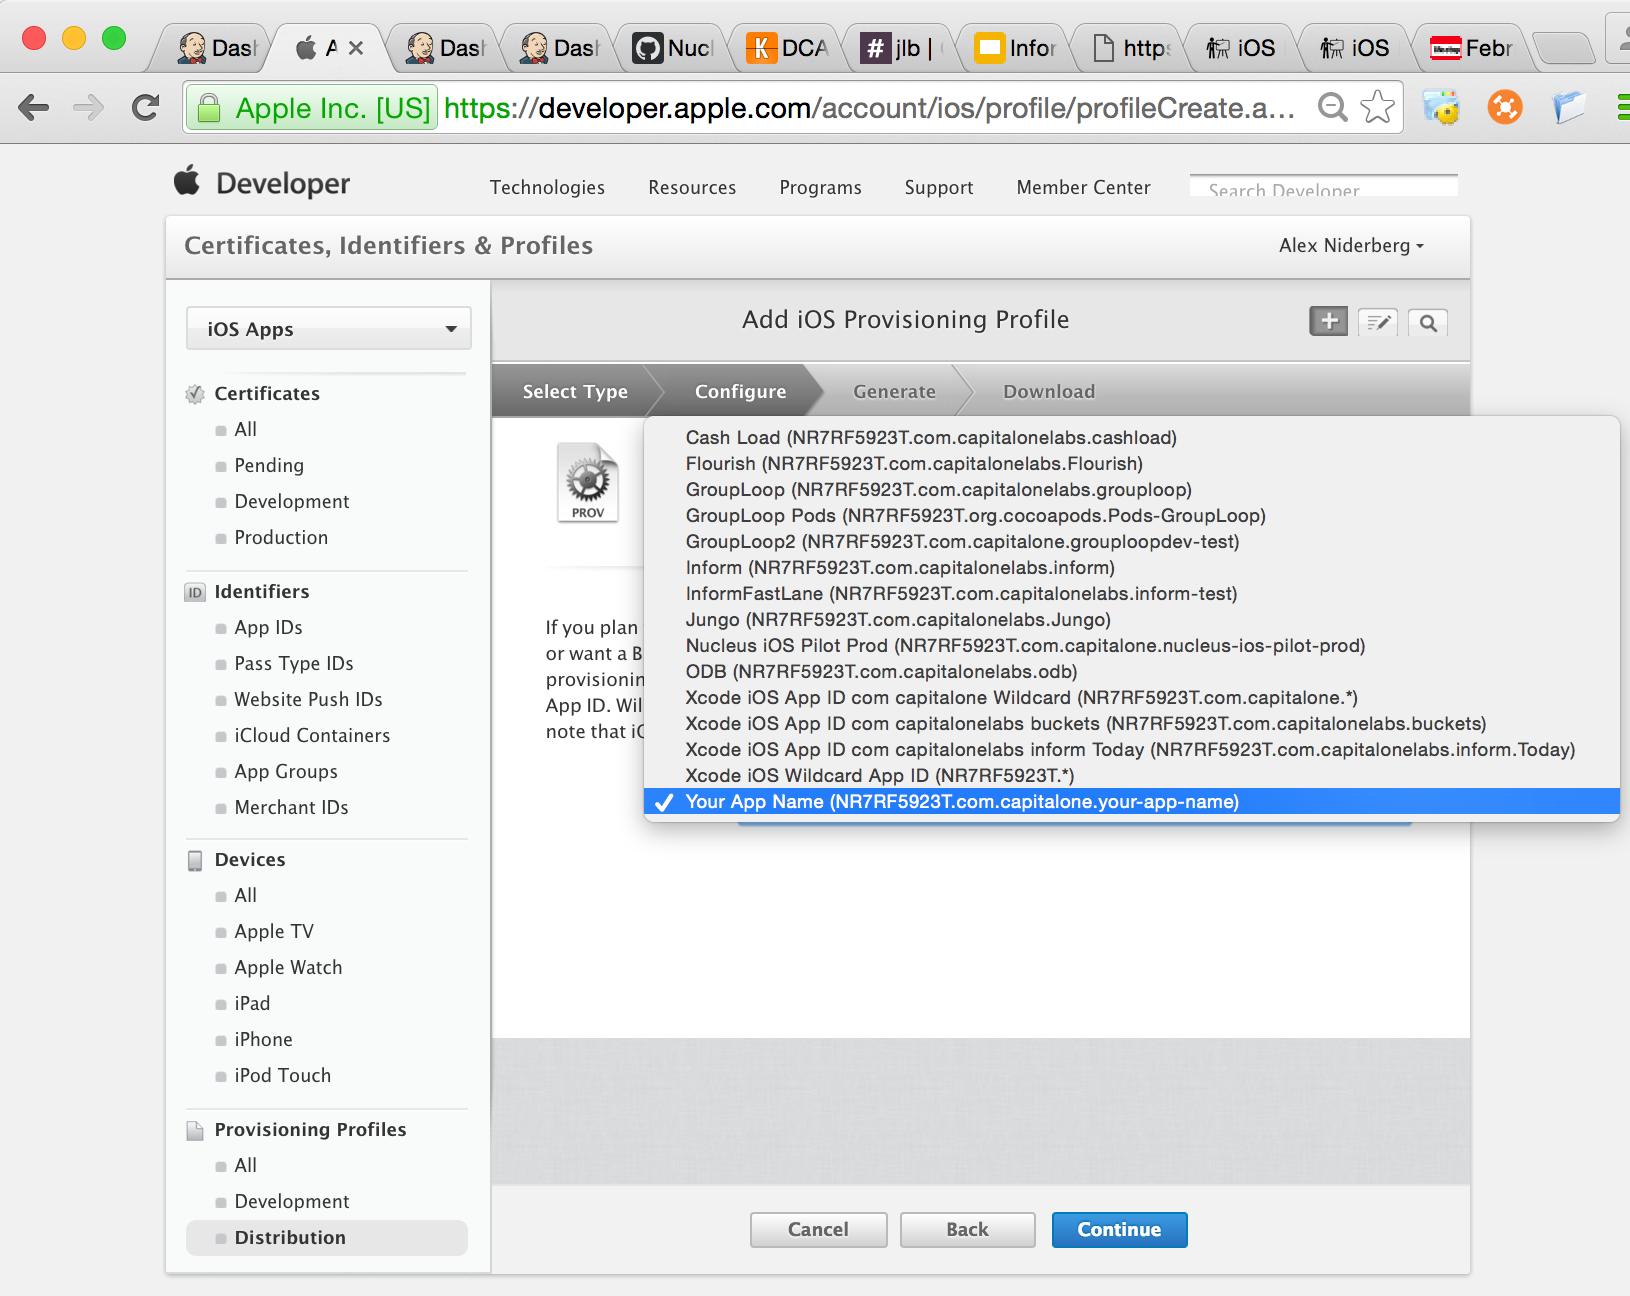 Dash
A
Dash
Dash
Nucl
K DCA
# jlb |
Infor
https
iOS
iOS
Febr
Apple Inc. [US] https://developer.apple.com/account/ios/profile/profileCreate.a...
Developer
Technologies Resources Programs Support Member Center Search Developer
Certificates, Identifiers & Profiles
Alex Niderberg
iOS Apps
Certificates
All
Pending
Development
Production
ID Identifiers
App IDs
Pass Type IDs
Website Push IDs
iCloud Containers
App Groups
Merchant IDs
Devices
All
Apple TV
Apple Watch
iPad
iPhone
iPod Touch
Provisioning Profiles
All
Development
Distribution
Add iOS Provisioning Profile
Select Type Configure Generate Download
PROV
If you plan
or want a B
provisionin
App ID. Wil
note that iO
Cash Load (NR7RF5923T.com.capitalonelabs.cashload)
Flourish (NR7RF5923T.com.capitalonelabs.Flourish)
GroupLoop (NR7RF5923T.com.capitalonelabs.grouploop)
GroupLoop Pods (NR7RF5923T.org.cocoapods.Pods-GroupLoop)
GroupLoop2 (NR7RF5923T.com.capitalone.grouploopdev-test)
Inform (NR7RF5923T.com.capitalonelabs.inform)
InformFastLane (NR7RF5923T.com.capitalonelabs.inform-test)
Jungo (NR7RF5923T.com.capitalonelabs.Jungo)
Nucleus iOS Pilot Prod (NR7RF5923T.com.capitalone.nucleus-ios-pilot-prod)
ODB (NR7RF5923T.com.capitalonelabs.odb)
Xcode iOS App ID com capitalone Wildcard (NR7RF5923T.com.capitalone.*)
Xcode iOS App ID com capitalonelabs buckets (NR7RF5923T.com.capitalonelabs.buckets)
Xcode iOS App ID com capitalonelabs inform Today (NR7RF5923T.com.capitalonelabs.inform.Today)
Xcode iOS Wildcard App ID (NR7RF5923T.*)
Your App Name (NR7RF5923T.com.capitalone.your-app-name)
Cancel Back Continue